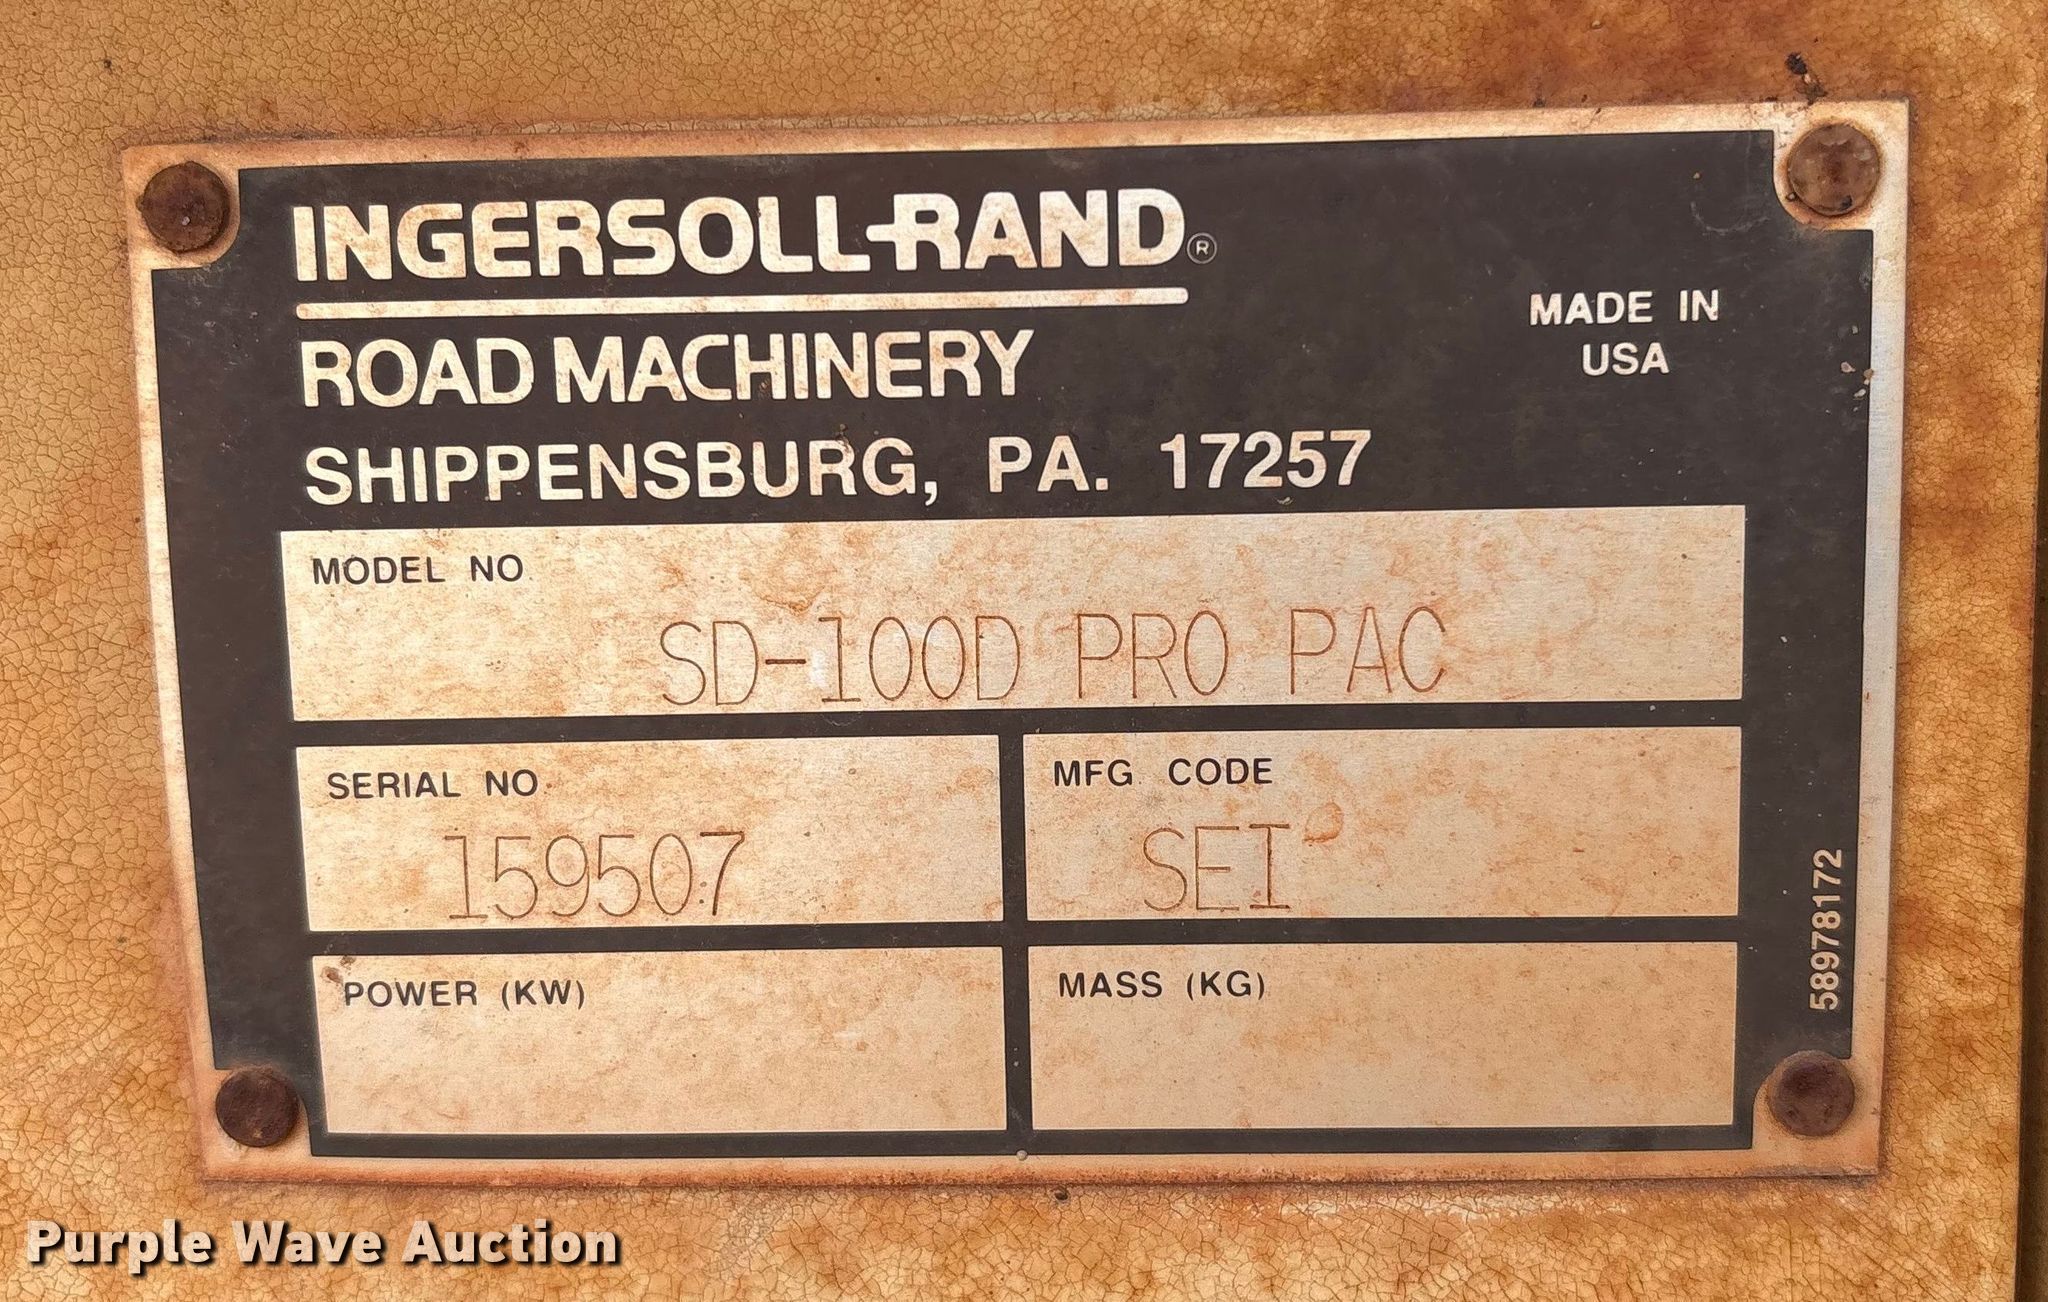 INGERSOLL-RAND®
ROAD MACHINERY
MADE IN
USA
SHIPPENSBURG, PA. 17257
MODEL NO
SD-100D PRO PAC
SERIAL NO
159507
MFG CODE
SEI
POWER (KW)
MASS (KG)
58978172
Purple Wave Auction